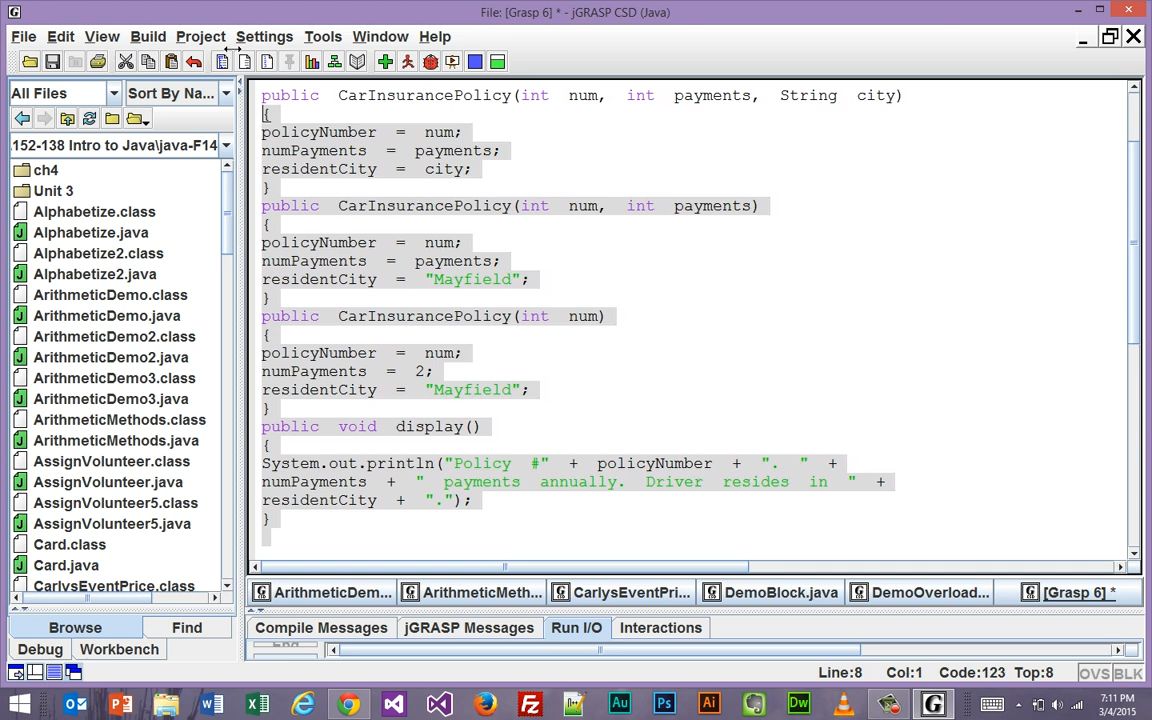 File: [Grasp 6] * - jGRASP CSD (Java)
File Edit View Build Project Settings Tools Window Help
All Files Sort By Na...
.152-138 Intro to Java\java-F14
ch4
Unit 3
Alphabetize.class
Alphabetize.java
Alphabetize2.class
Alphabetize2.java
ArithmeticDemo.class
ArithmeticDemo.java
ArithmeticDemo2.class
ArithmeticDemo2.java
ArithmeticDemo3.class
ArithmeticDemo3.java
ArithmeticMethods.class
ArithmeticMethods.java
AssignVolunteer.class
AssignVolunteer.java
AssignVolunteer5.class
AssignVolunteer5.java
Card.class
Card.java
CarlysEventPrice.class
Browse Find
Debug Workbench
public CarInsurancePolicy(int num, int payments, String city)
{
policyNumber = num;
numPayments = payments;
residentCity = city;
}
public CarInsurancePolicy(int num, int payments)
{
policyNumber = num;
numPayments = payments;
residentCity = "Mayfield";
}
public CarInsurancePolicy(int num)
{
policyNumber = num;
numPayments = 2;
residentCity = "Mayfield";
}
public void display()
{
System.out.println("Policy #" + policyNumber + ". " +
numPayments + " payments annually. Driver resides in " +
residentCity + ".");
}
ArithmeticDem... ArithmeticMeth... CarlysEventPri... DemoBlock.java DemoOverload... [Grasp 6] *
Compile Messages jGRASP Messages Run I/O Interactions
End
Line:8 Col:1 Code:123 Top:8 OVS BLK
7:11 PM
3/4/2015